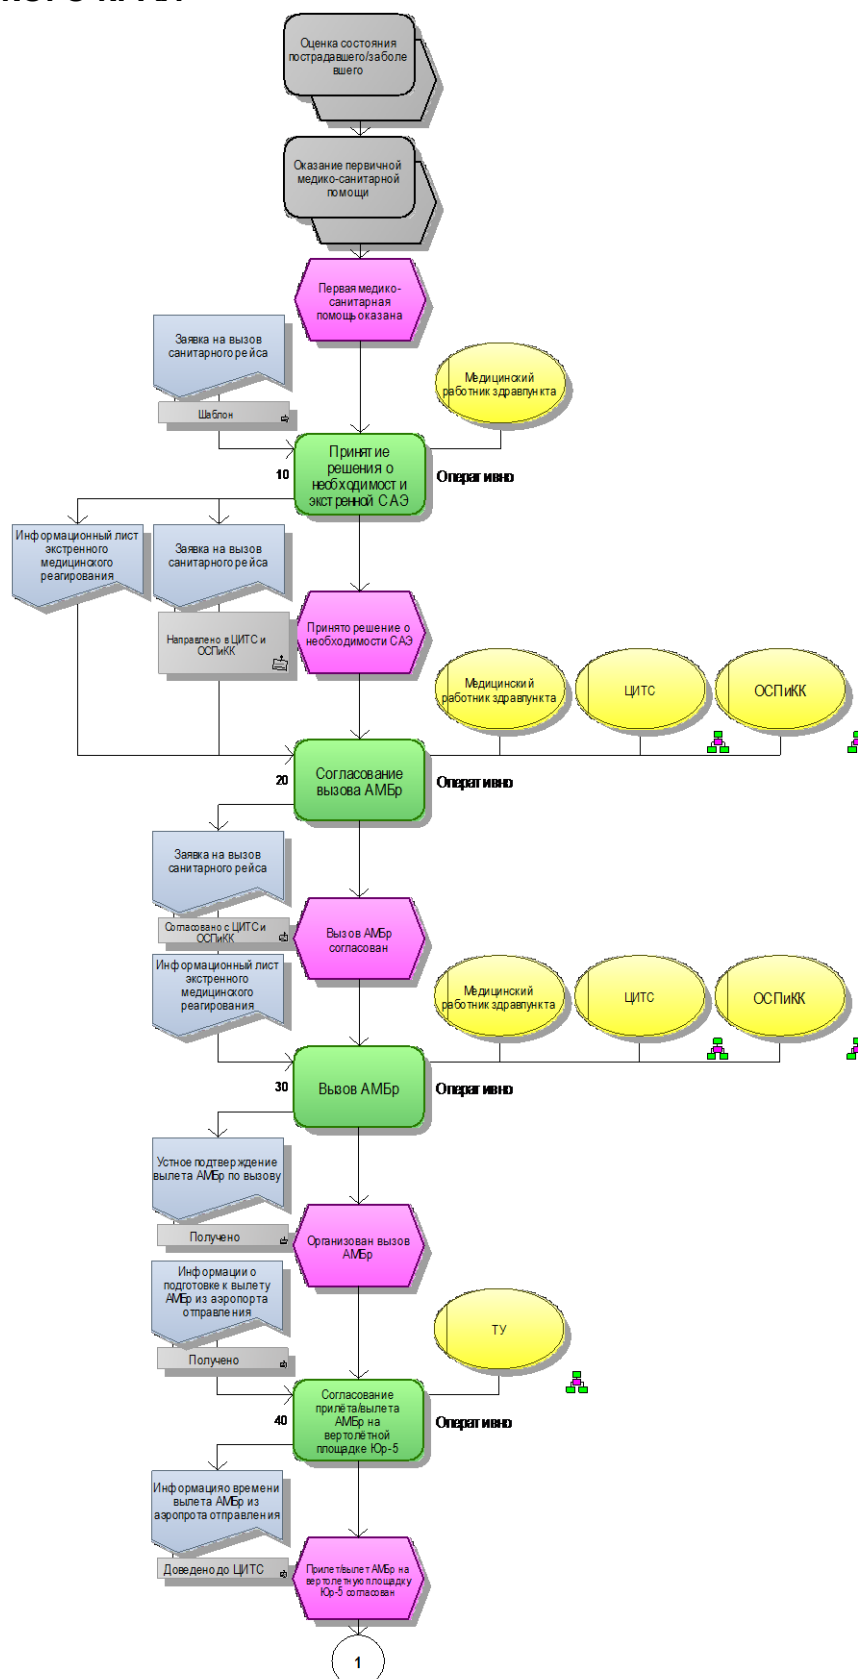 Оценка состояния
пострадавшего/заболе
вшего
Оказание первичной
медико-санитарной
помощи
Первая медико-
санитарная
помощь оказана
Заявка на вызов
санитарного рейса
Шаблон
Медицинский
работник здравпункта
10
Принятие
решения о
необходимости
экстренной САЭ
Оперативно
Информационный лист
экстренного
медицинского
реагирования
Заявка на вызов
санитарного рейса
Направлено в ЦИТС и
ОСПиКК
Принято решение о
необходимости САЭ
Медицинский
работник здравпункта
ЦИТС
ОСПиКК
20
Согласование
вызова АМБр
Оперативно
Заявка на вызов
санитарного рейса
Согласовано с ЦИТС и
ОСПиКК
Вызов АМБр
согласован
Информационный лист
экстренного
медицинского
реагирования
Медицинский
работник здравпункта
ЦИТС
ОСПиКК
30
Вызов АМБр
Оперативно
Устное подтверждение
вылета АМБр по вызову
Получено
Организован вызов
АМБр
Информации о
подготовке к вылету
АМБр из аэропорта
отправления
Получено
ТУ
40
Согласование
прилёта/вылета
АМБр на
вертолётной
площадке Юр-5
Оперативно
Информацияо времени
вылета АМБр из
аэропрота отправления
Доведено до ЦИТС
Прилет/вылет АМБр на
вертолетную площадку
Юр-5 согласован
1